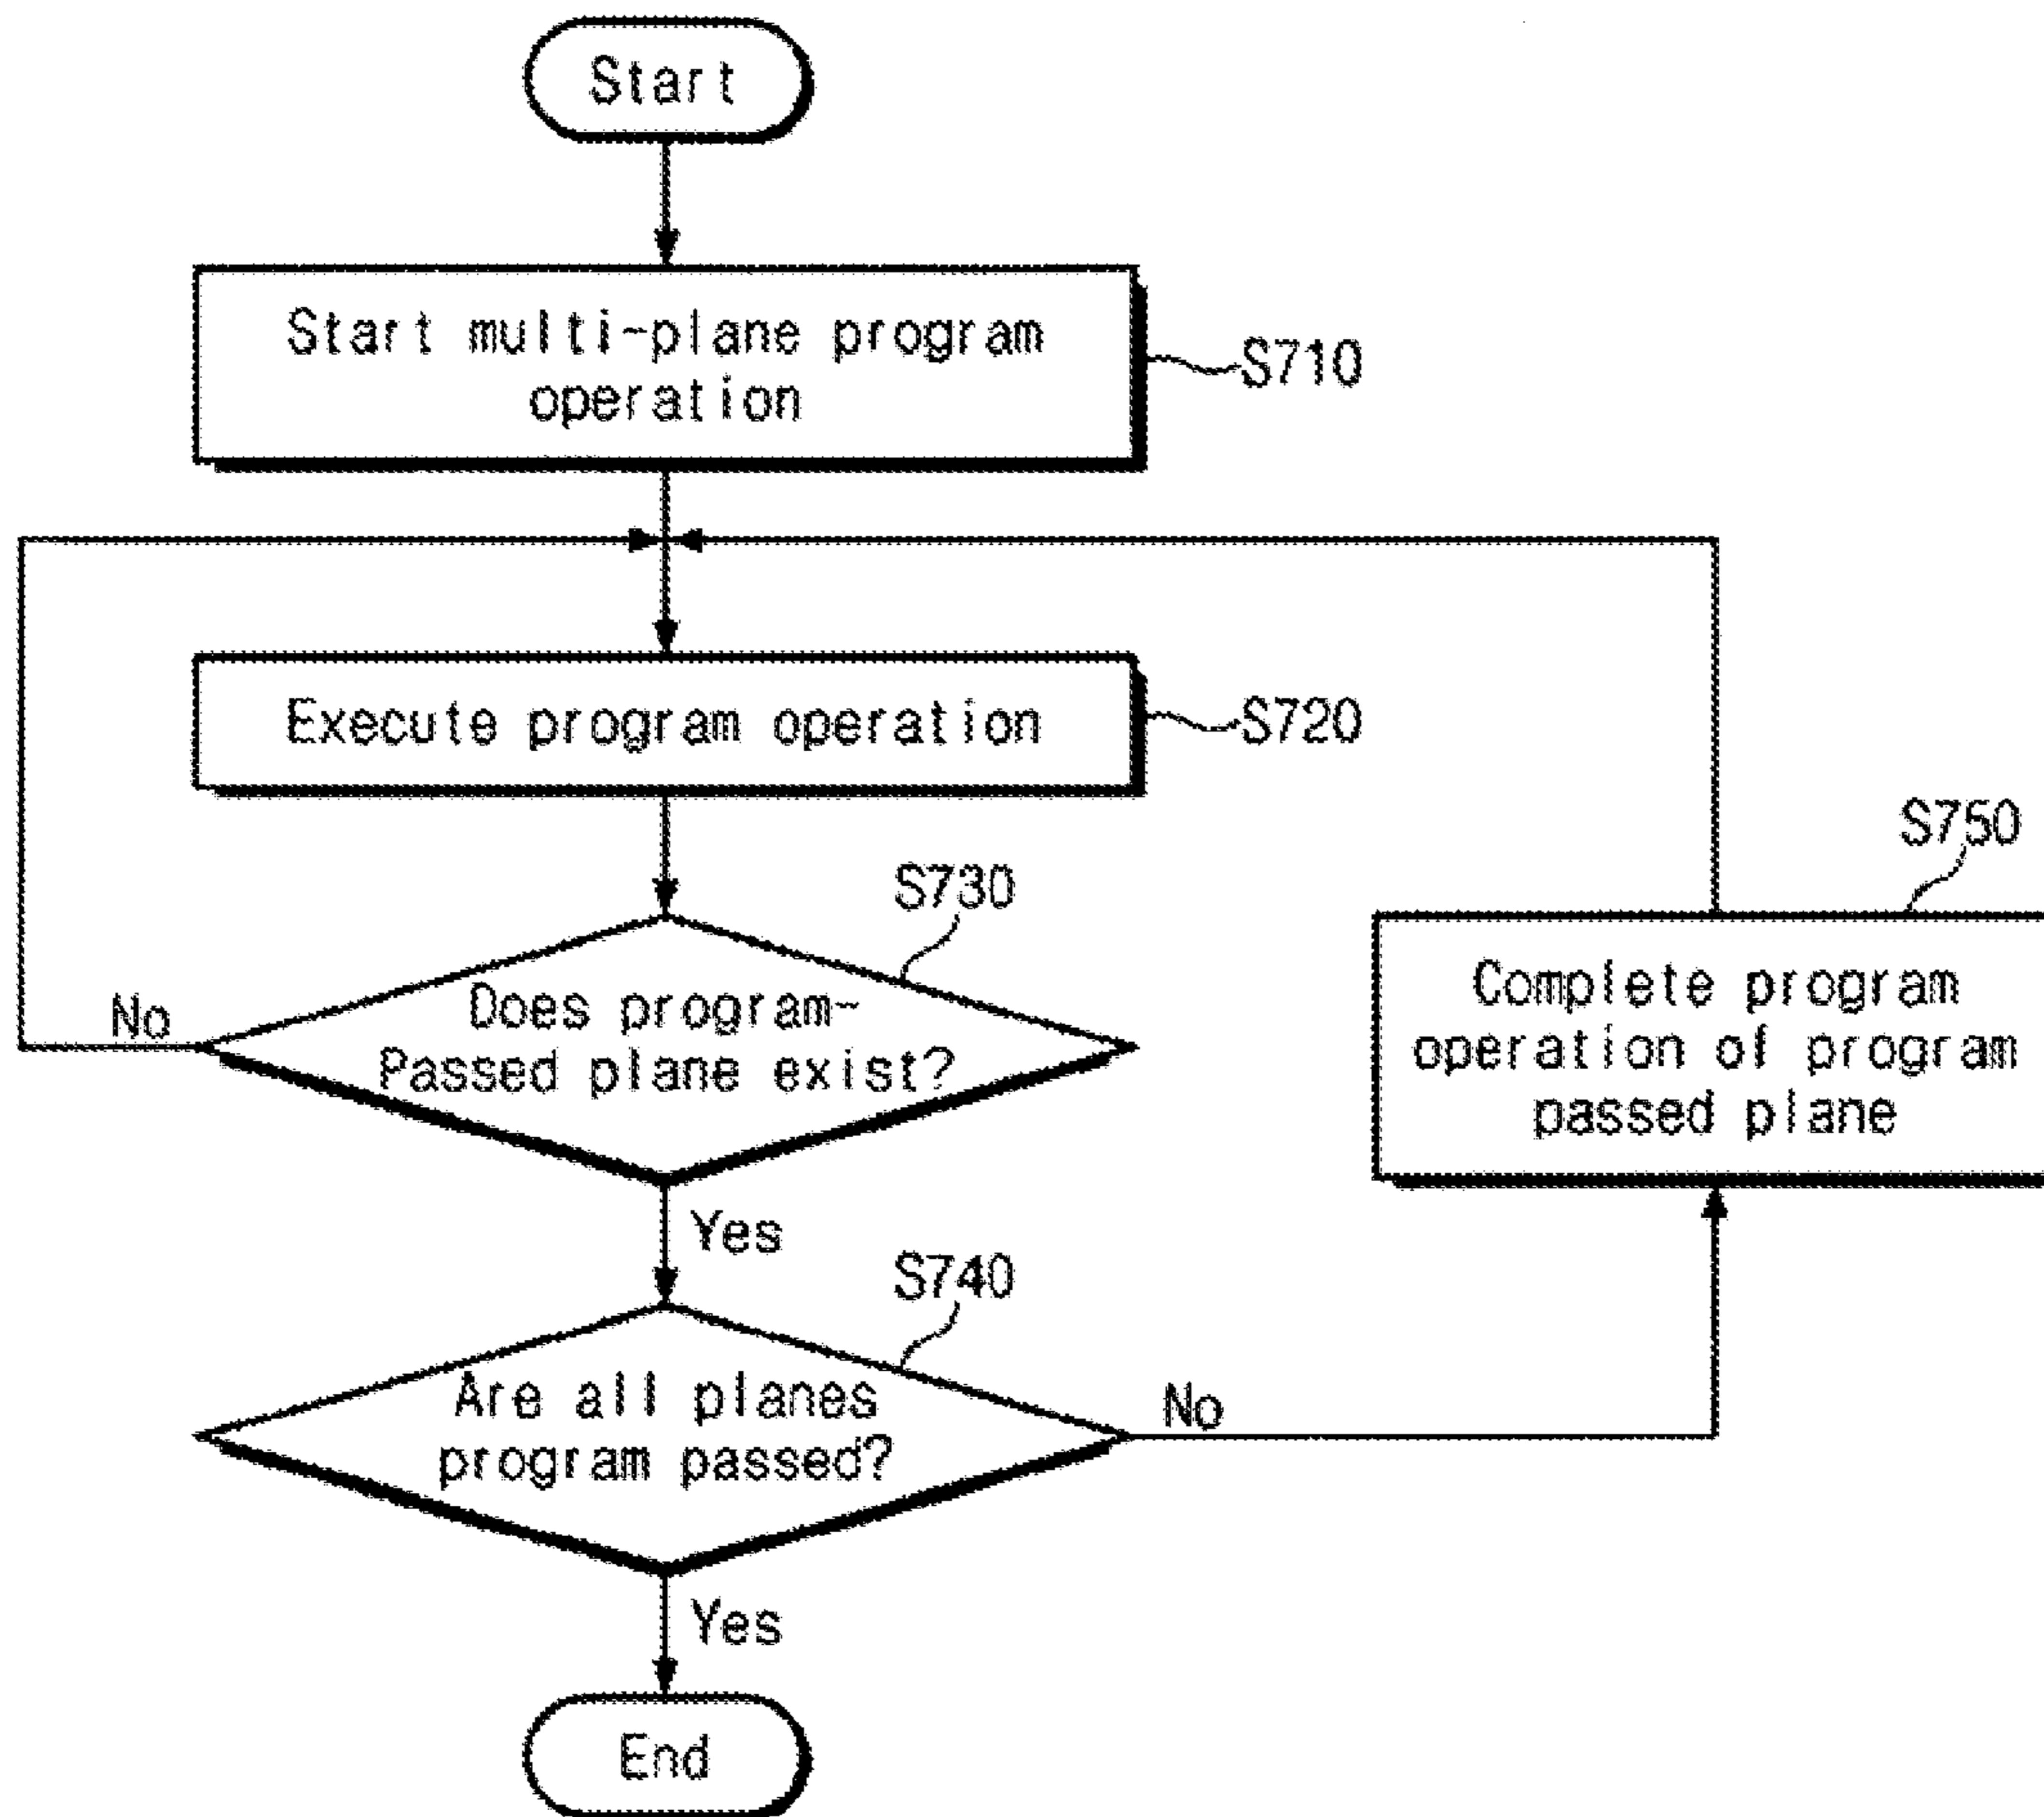 Start
Start multi-plane program
operation
S710
Execute program operation
S720
S730
Does program-
Passed plane exist?
No
Yes
S740
Are all planes
program passed?
No
Yes
S750
Complete program
operation of program
passed plane
End